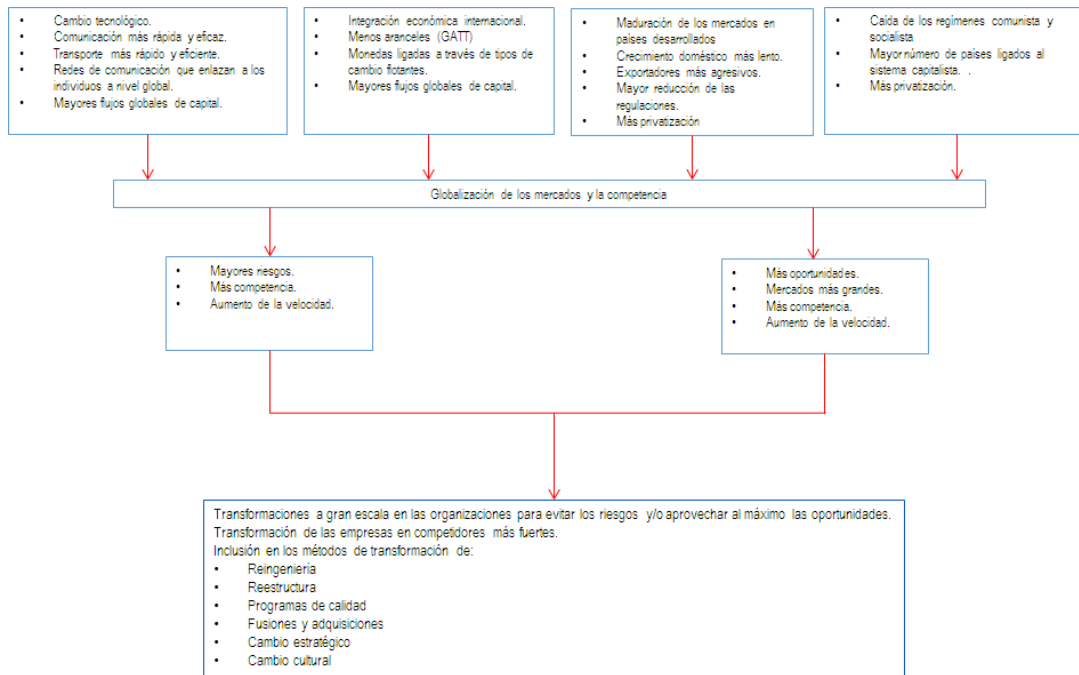 • Cambio tecnológico.
• Comunicación más rápida y eficaz.
• Transporte más rápido y eficiente.
• Redes de comunicación que enlazan a los
individuos a nivel global.
• Mayores flujos globales de capital.
• Integración económica internacional.
• Menos aranceles (GATT)
• Monedas ligadas a través de tipos de
cambio flotantes.
• Mayores flujos globales de capital.
• Maduración de los mercados en
países desarrollados
• Crecimiento doméstico más lento.
• Exportadores más agresivos.
• Mayor reducción de las
regulaciones.
• Más privatización
• Caída de los regímenes comunista y
socialista
• Mayor número de países ligados al
sistema capitalista. .
• Más privatización.
Globalización de los mercados y la competencia
• Mayores riesgos.
• Más competencia.
• Aumento de la velocidad.
• Más oportunidades.
• Mercados más grandes.
• Más competencia.
• Aumento de la velocidad.
Transformaciones a gran escala en las organizaciones para evitar los riesgos y/o aprovechar al máximo las oportunidades.
Transformación de las empresas en competidores más fuertes.
Inclusión en los métodos de transformación de:
• Reingeniería
• Reestructura
• Programas de calidad
• Fusiones y adquisiciones
• Cambio estratégico
• Cambio cultural